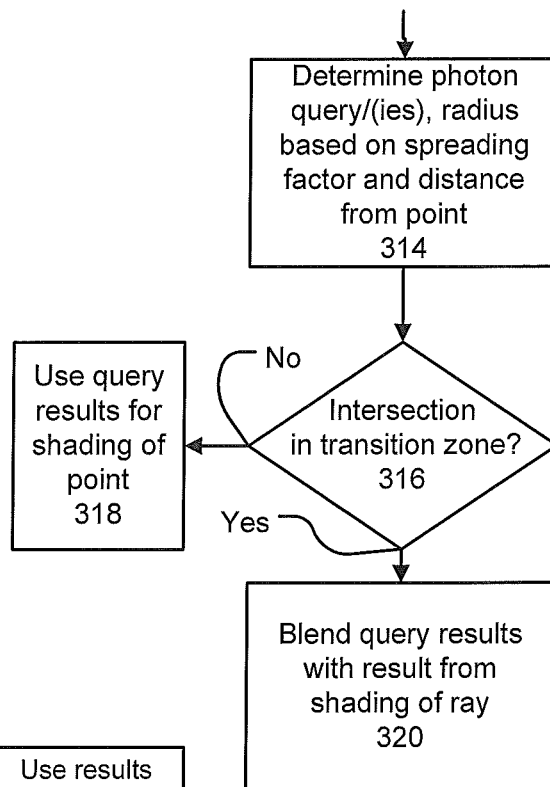 Determine photon
query/(ies), radius
based on spreading
factor and distance
from point
314
No
Use query
results for
shading of
point
318
Intersection
in transition zone?
316
Yes
Blend query results
with result from
shading of ray
320
Use results